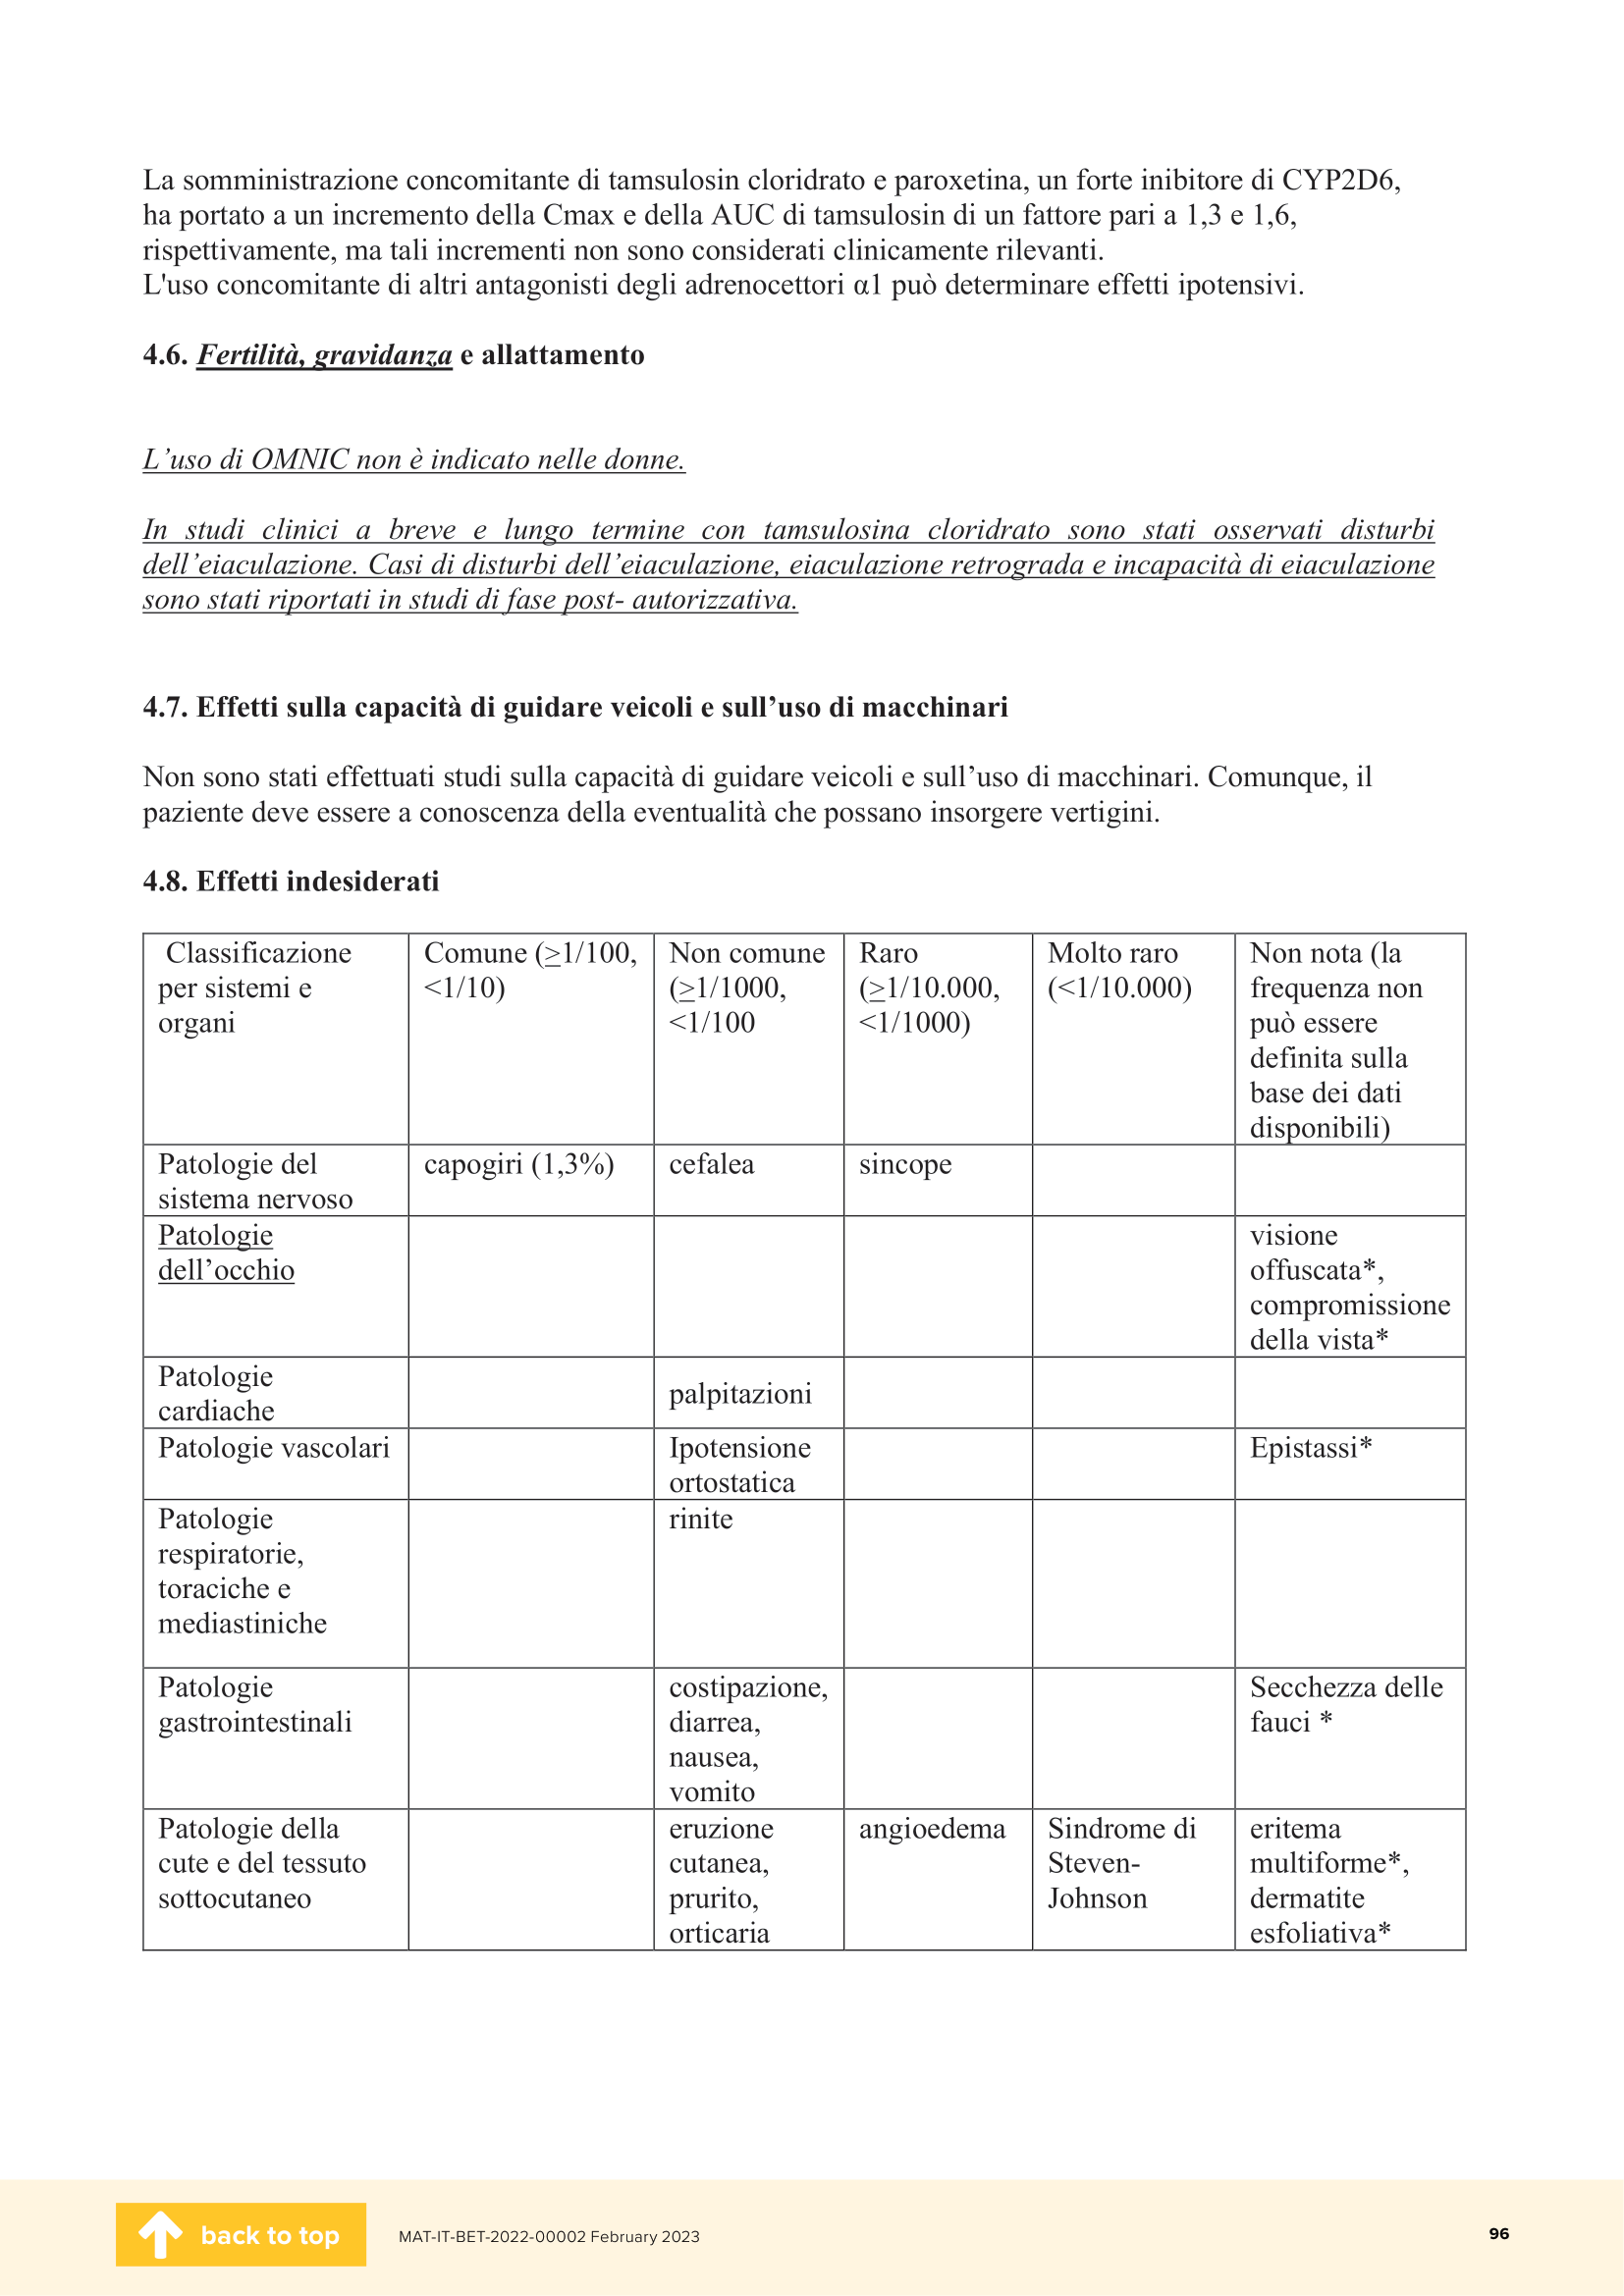 La somministrazione concomitante di tamsulosin cloridrato e paroxetina, un forte inibitore di CYP2D6,
ha portato a un incremento della Cmax e della AUC di tamsulosin di un fattore pari a 1,3 e 1,6,
rispettivamente, ma tali incrementi non sono considerati clinicamente rilevanti.
L'uso concomitante di altri antagonisti degli adrenocettori α1 può determinare effetti ipotensivi.
4.6. Fertilità, gravidanza e allattamento
L’uso di OMNIC non è indicato nelle donne.
In studi clinici a breve e lungo termine con tamsulosina cloridrato sono stati osservati disturbi
dell’eiaculazione. Casi di disturbi dell’eiaculazione, eiaculazione retrograda e incapacità di eiaculazione
sono stati riportati in studi di fase post- autorizzativa.
4.7. Effetti sulla capacità di guidare veicoli e sull’uso di macchinari
Non sono stati effettuati studi sulla capacità di guidare veicoli e sull’uso di macchinari. Comunque, il
paziente deve essere a conoscenza della eventualità che possano insorgere vertigini.
4.8. Effetti indesiderati
Classificazione
per sistemi e
organi
Comune (≥1/100,
<1/10)
Non comune
(≥1/1000,
<1/100
Raro
(≥1/10.000,
<1/1000)
Molto raro
(<1/10.000)
Non nota (la
frequenza non
può essere
definita sulla
base dei dati
disponibili)
Patologie del
sistema nervoso
capogiri (1,3%)
cefalea
sincope
Patologie
dell’occhio
visione
offuscata*,
compromissione
della vista*
Patologie
cardiache
palpitazioni
Patologie vascolari
Ipotensione
ortostatica
Epistassi*
Patologie
respiratorie,
toraciche e
mediastiniche
rinite
Patologie
gastrointestinali
costipazione,
diarrea,
nausea,
vomito
Secchezza delle
fauci *
Patologie della
cute e del tessuto
sottocutaneo
eruzione
cutanea,
prurito,
orticaria
angioedema
Sindrome di
Steven-
Johnson
eritema
multiforme*,
dermatite
esfoliativa*
back to top
MAT-IT-BET-2022-00002 February 2023
96